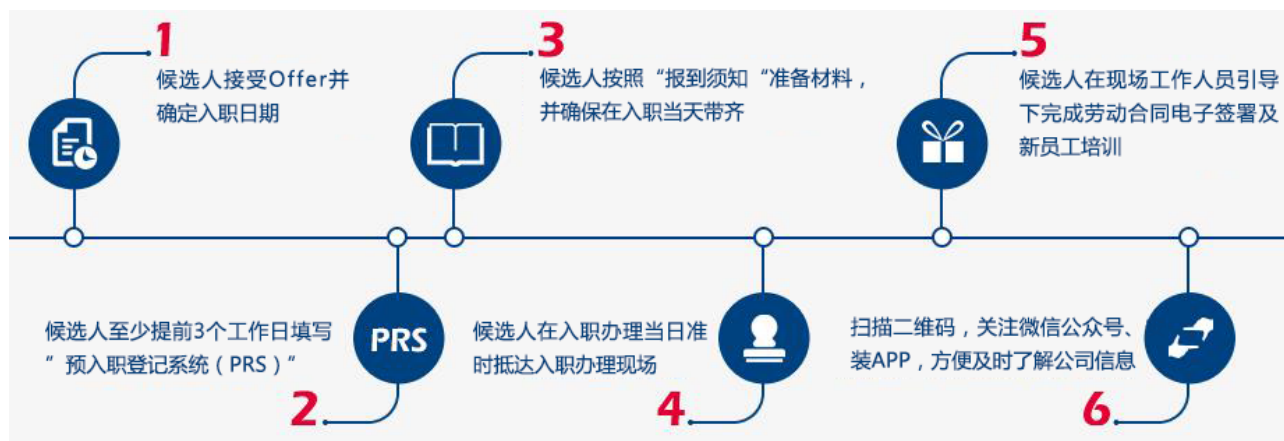 1
候选人接受Offer并
确定入职日期
PRS
候选人至少提前3个工作日填写
”预入职登记系统（PRS）”
2
3
候选人按照“报到须知“准备材料，
并确保在入职当天带齐
候选人在入职办理当日准
时抵达入职办理现场
4
5
候选人在现场工作人员引导
下完成劳动合同电子签署及
新员工培训
扫描二维码，关注微信公众号、
装APP，方便及时了解公司信息
6